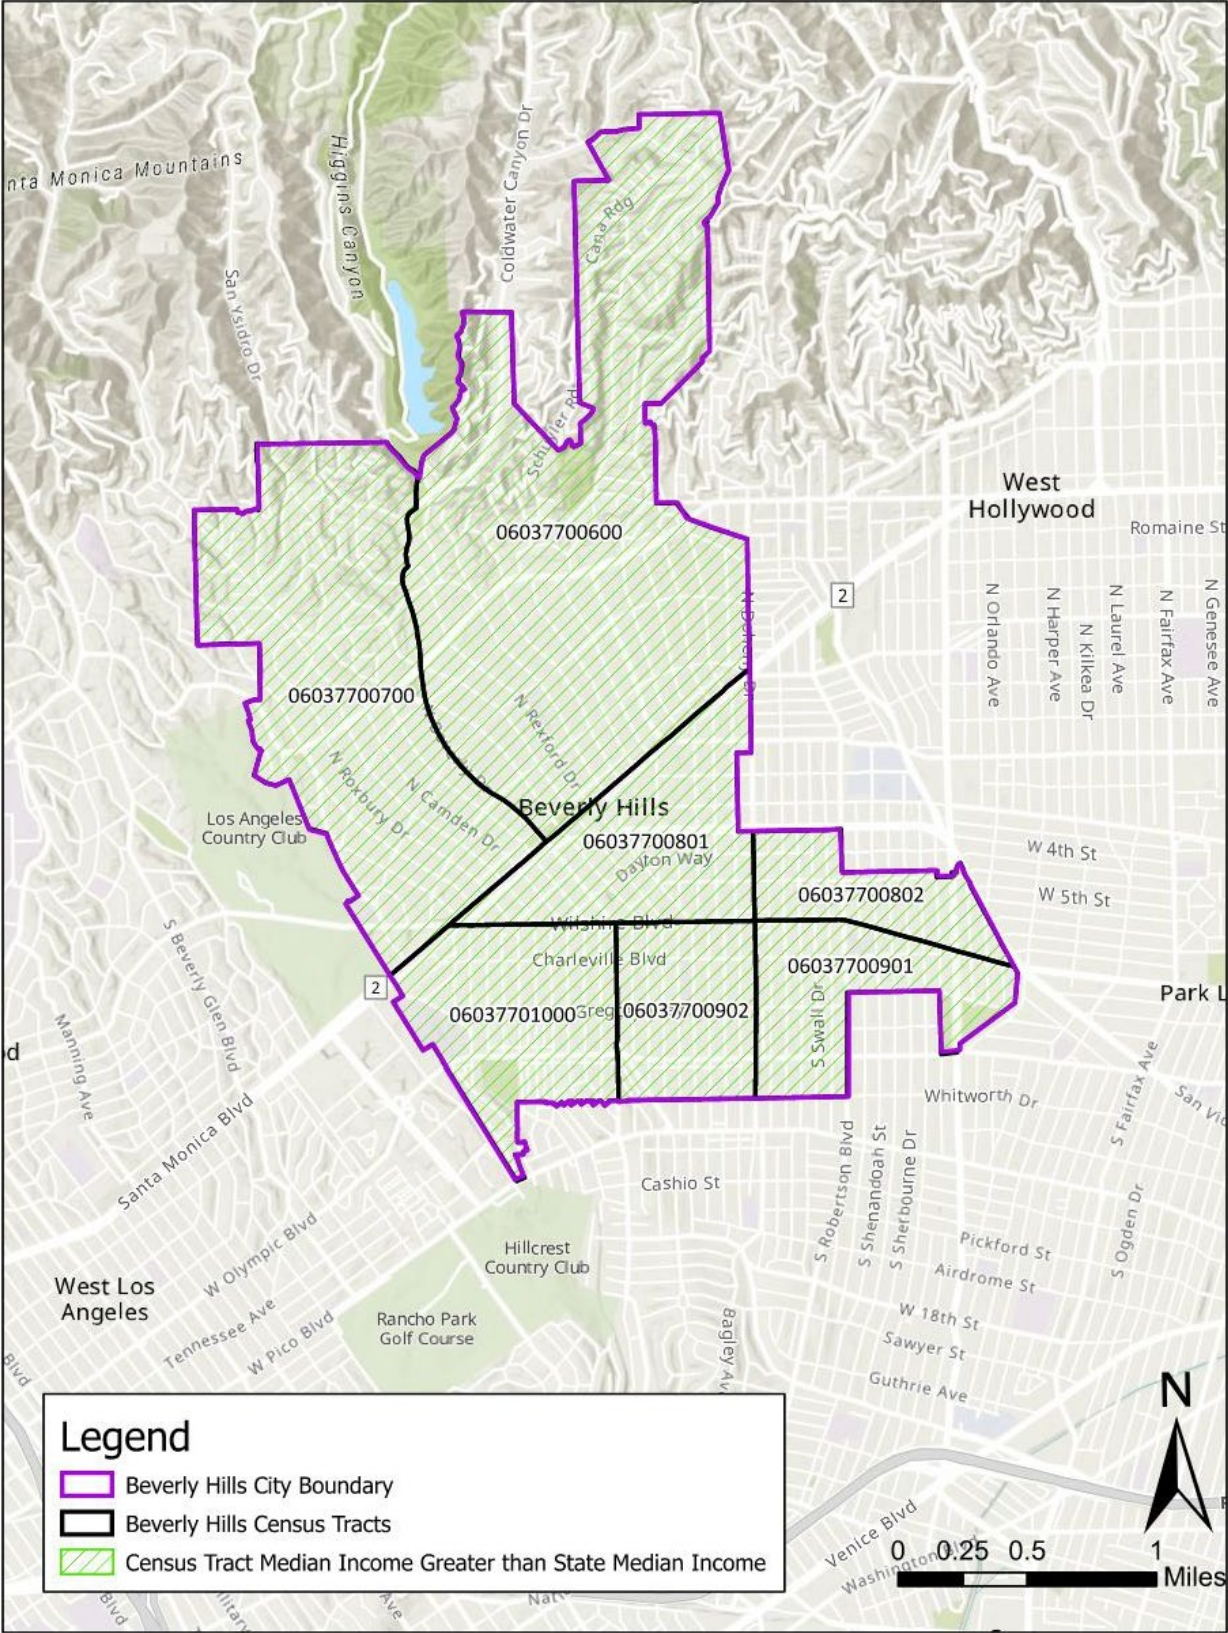 Coldwater Canyon Dr
Higgins Canyon
nta Monica Mountains
Cana Rdg
San Ysidro Dr
Schuyler Rd
West
Hollywood
Romaine St
06037700600
2
N Doheny Dr
N Orlando Ave
N Harper Ave
N Kilkea Dr
N Laurel Ave
N Fairfax Ave
N Genesee Ave
06037700700
N Rexford Dr
N Roxbury Dr
N Camden Dr
Beverly Hills
Los Angeles
Country Club
06037700801
Dayton Way
W 4th St
W 5th St
06037700802
Wilshire Blvd
Charleville Blvd
06037700901
2
S Beverly Glen Blvd
06037701000
06037700902
S Swall Dr
Park L
Manning Ave
Whitworth Dr
S Fairfax Ave
Santa Monica Blvd
S Robertson Blvd
S Shenandoah St
S Sherbourne Dr
Cashio St
S Ogden Dr
W Olympic Blvd
Hillcrest
Country Club
Pickford St
Airdrome St
West Los
Angeles
Tennessee Ave
W Pico Blvd
Rancho Park
Golf Course
W 18th St
Sawyer St
Guthrie Ave
Blvd
Legend
Beverly Hills City Boundary
Beverly Hills Census Tracts
Census Tract Median Income Greater than State Median Income
N
Venice Blvd
0 0.25 0.5 1
Miles
Blvd
Ave